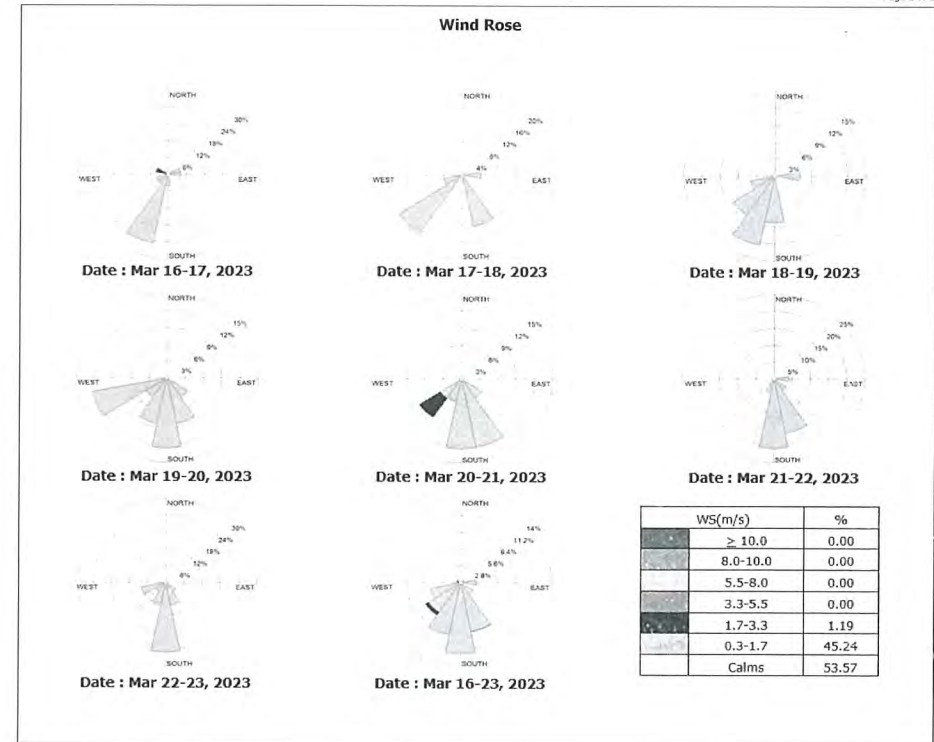 Wind Rose
NORTH
30%
24%
18%
12%
6%
WEST
EAST
SOUTH
Date : Mar 16-17, 2023
NORTH
20%
16%
12%
8%
4%
WEST
EAST
SOUTH
Date : Mar 17-18, 2023
NORTH
15%
12%
9%
6%
3%
WEST
EAST
SOUTH
Date : Mar 18-19, 2023
NORTH
15%
12%
9%
6%
3%
WEST
EAST
SOUTH
Date : Mar 19-20, 2023
NORTH
15%
12%
9%
6%
3%
WEST
EAST
SOUTH
Date : Mar 20-21, 2023
NORTH
25%
20%
15%
10%
5%
WEST
EAST
SOUTH
Date : Mar 21-22, 2023
NORTH
30%
24%
18%
12%
6%
WEST
EAST
SOUTH
Date : Mar 22-23, 2023
NORTH
14%
11.2%
8.4%
5.6%
2.8%
WEST
EAST
SOUTH
Date : Mar 16-23, 2023
WS(m/s) %
≥ 10.0 0.00
8.0-10.0 0.00
5.5-8.0 0.00
3.3-5.5 0.00
1.7-3.3 1.19
0.3-1.7 45.24
Calms 53.57